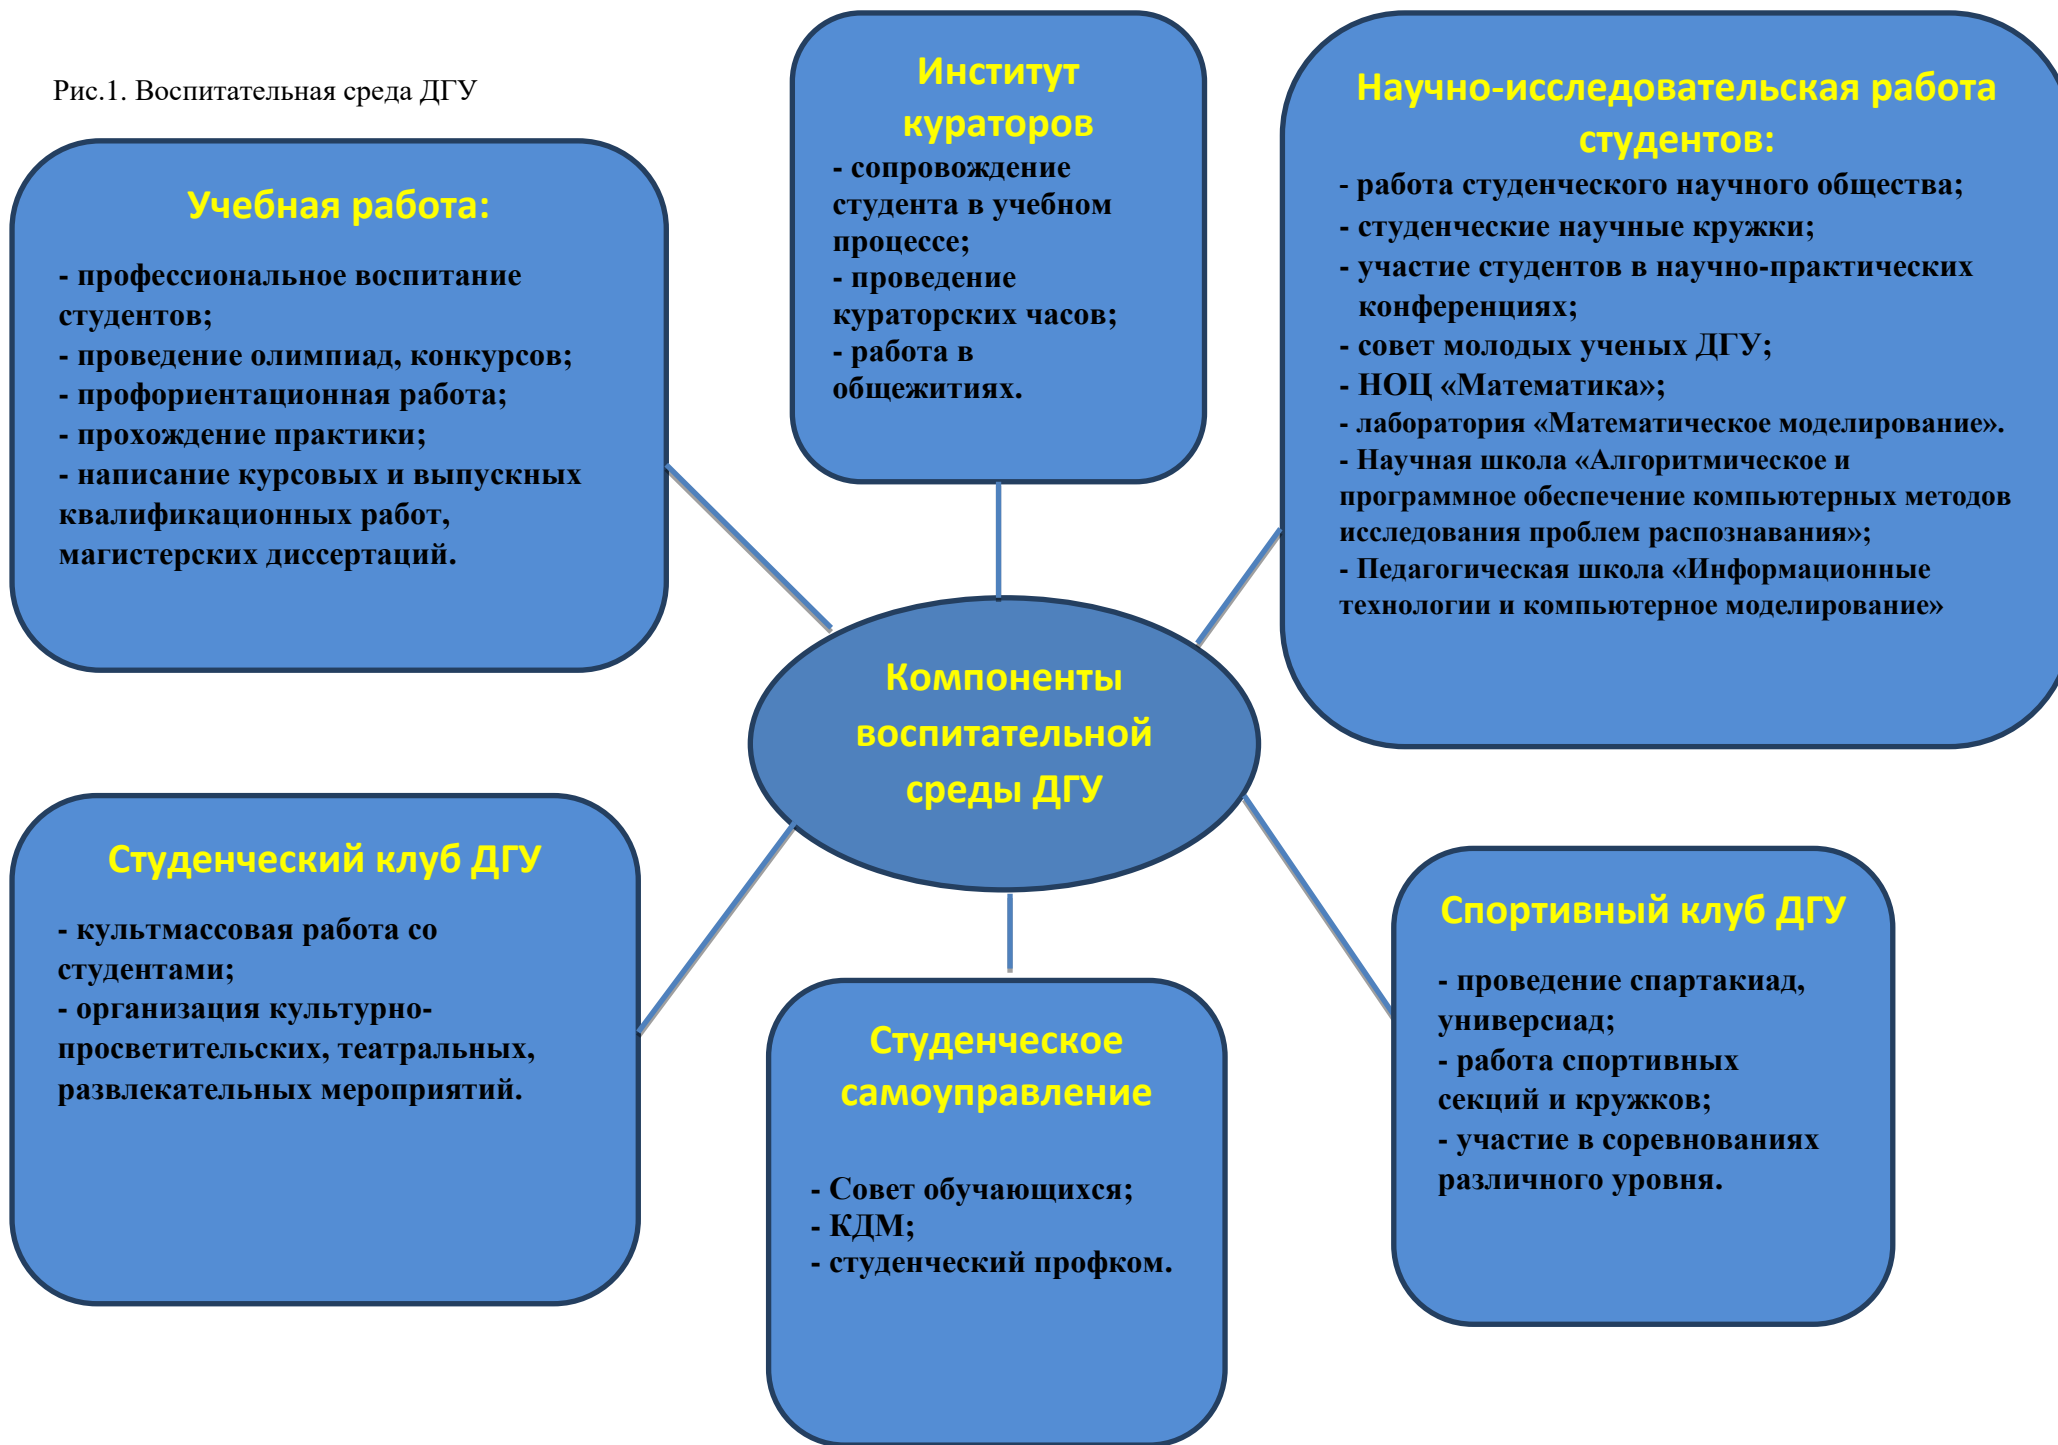 Рис.1. Воспитательная среда ДГУ
Учебная работа:
- профессиональное воспитание
студентов;
- проведение олимпиад, конкурсов;
- профориентационная работа;
- прохождение практики;
- написание курсовых и выпускных
квалификационных работ,
магистерских диссертаций.
Институт
кураторов
- сопровождение
студента в учебном
процессе;
- проведение
кураторских часов;
- работа в
общежитиях.
Научно-исследовательская работа
студентов:
- работа студенческого научного общества;
- студенческие научные кружки;
- участие студентов в научно-практических
конференциях;
- совет молодых ученых ДГУ;
- НОЦ «Математика»;
- лаборатория «Математическое моделирование».
- Научная школа «Алгоритмическое и
программное обеспечение компьютерных методов
исследования проблем распознавания»;
- Педагогическая школа «Информационные
технологии и компьютерное моделирование»
Компоненты
воспитательной
среды ДГУ
Студенческий клуб ДГУ
- культмассовая работа со
студентами;
- организация культурно-
просветительских, театральных,
развлекательных мероприятий.
Студенческое
самоуправление
- Совет обучающихся;
- КДМ;
- студенческий профком.
Спортивный клуб ДГУ
- проведение спартакиад,
универсиад;
- работа спортивных
секций и кружков;
- участие в соревнованиях
различного уровня.